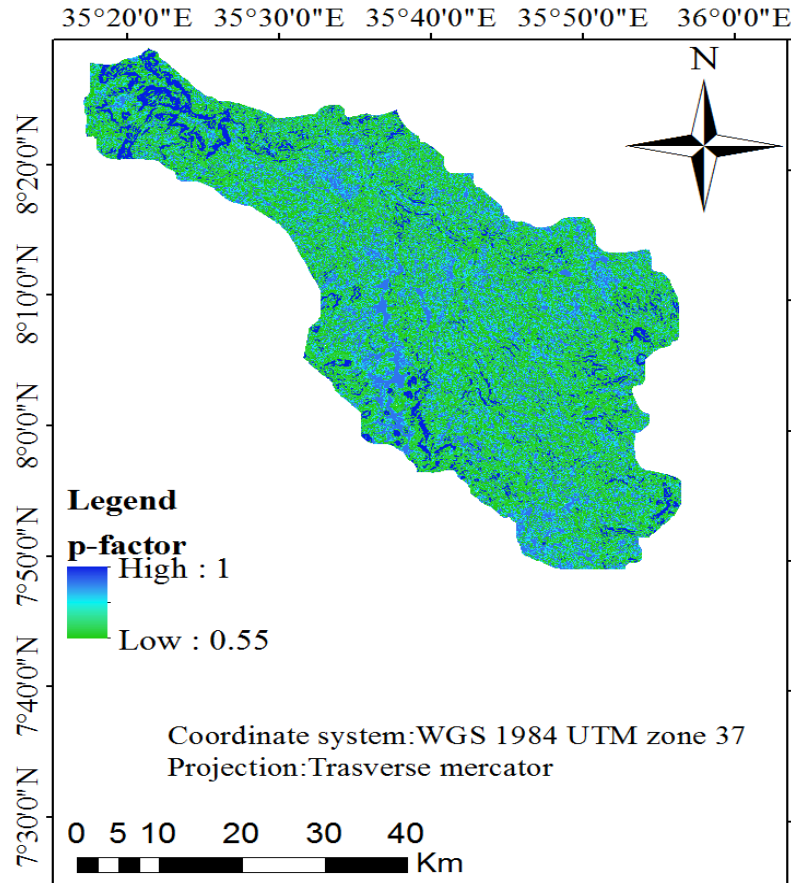 35°20'0"E 35°30'0"E 35°40'0"E 35°50'0"E 36°0'0"E
N
8°20'0"N
8°10'0"N
8°0'0"N
7°50'0"N
7°40'0"N
7°30'0"N
Legend
p-factor
High : 1
Low : 0.55
Coordinate system:WGS 1984 UTM zone 37
Projection:Trasverse mercator
0 5 10 20 30 40
Km